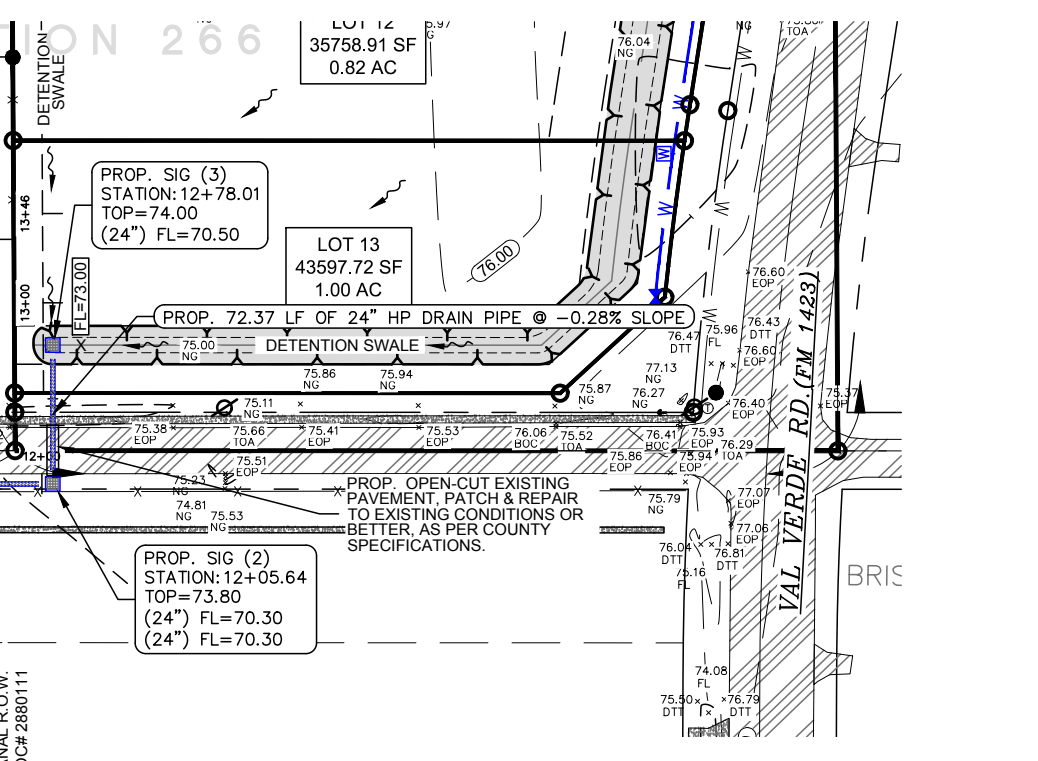 TION 266
DETENTION
SWALE
LOT 12
35758.91 SF
0.82 AC
5.97
76.04
NG
NG
TOA
PROP. SIG (3)
STATION:12+78.01
TOP=74.00
(24") FL=70.50
13+46
13+00
FL=73.00
LOT 13
43597.72 SF
1.00 AC
76.00
W
W
W
W
W
W
PROP. 72.37 LF OF 24" HP DRAIN PIPE @ -0.28% SLOPE
DETENTION SWALE
75.00
NG
75.86
NG
75.94
NG
75.87
NG
75.11
NG
76.60
EOP
76.47
DTT
75.96
FL
76.43
DTT
76.60
EOP
77.13
NG
76.27
NG
76.40
EOP
75.37
EOP
VAL VERDE RD.(FM 1423)
75.38
EOP
75.66
TOA
75.41
EOP
75.53
EOP
76.06
BOC
75.52
TOA
76.41
BOC
75.93
EOP
76.29
TOA
75.86
EOP
75.94
EOP
75.51
EOP
75.23
NG
74.81
NG
75.53
NG
PROP. OPEN-CUT EXISTING
PAVEMENT, PATCH & REPAIR
TO EXISTING CONDITIONS OR
BETTER, AS PER COUNTY
SPECIFICATIONS.
75.79
NG
77.07
EOP
77.06
EOP
76.04
DTT
76.81
DTT
75.16
FL
BRIS
PROP. SIG (2)
STATION:12+05.64
TOP=73.80
(24") FL=70.30
(24") FL=70.30
74.08
FL
75.50
DTT
76.79
DTT
NAL R.O.W.
OC# 2880111